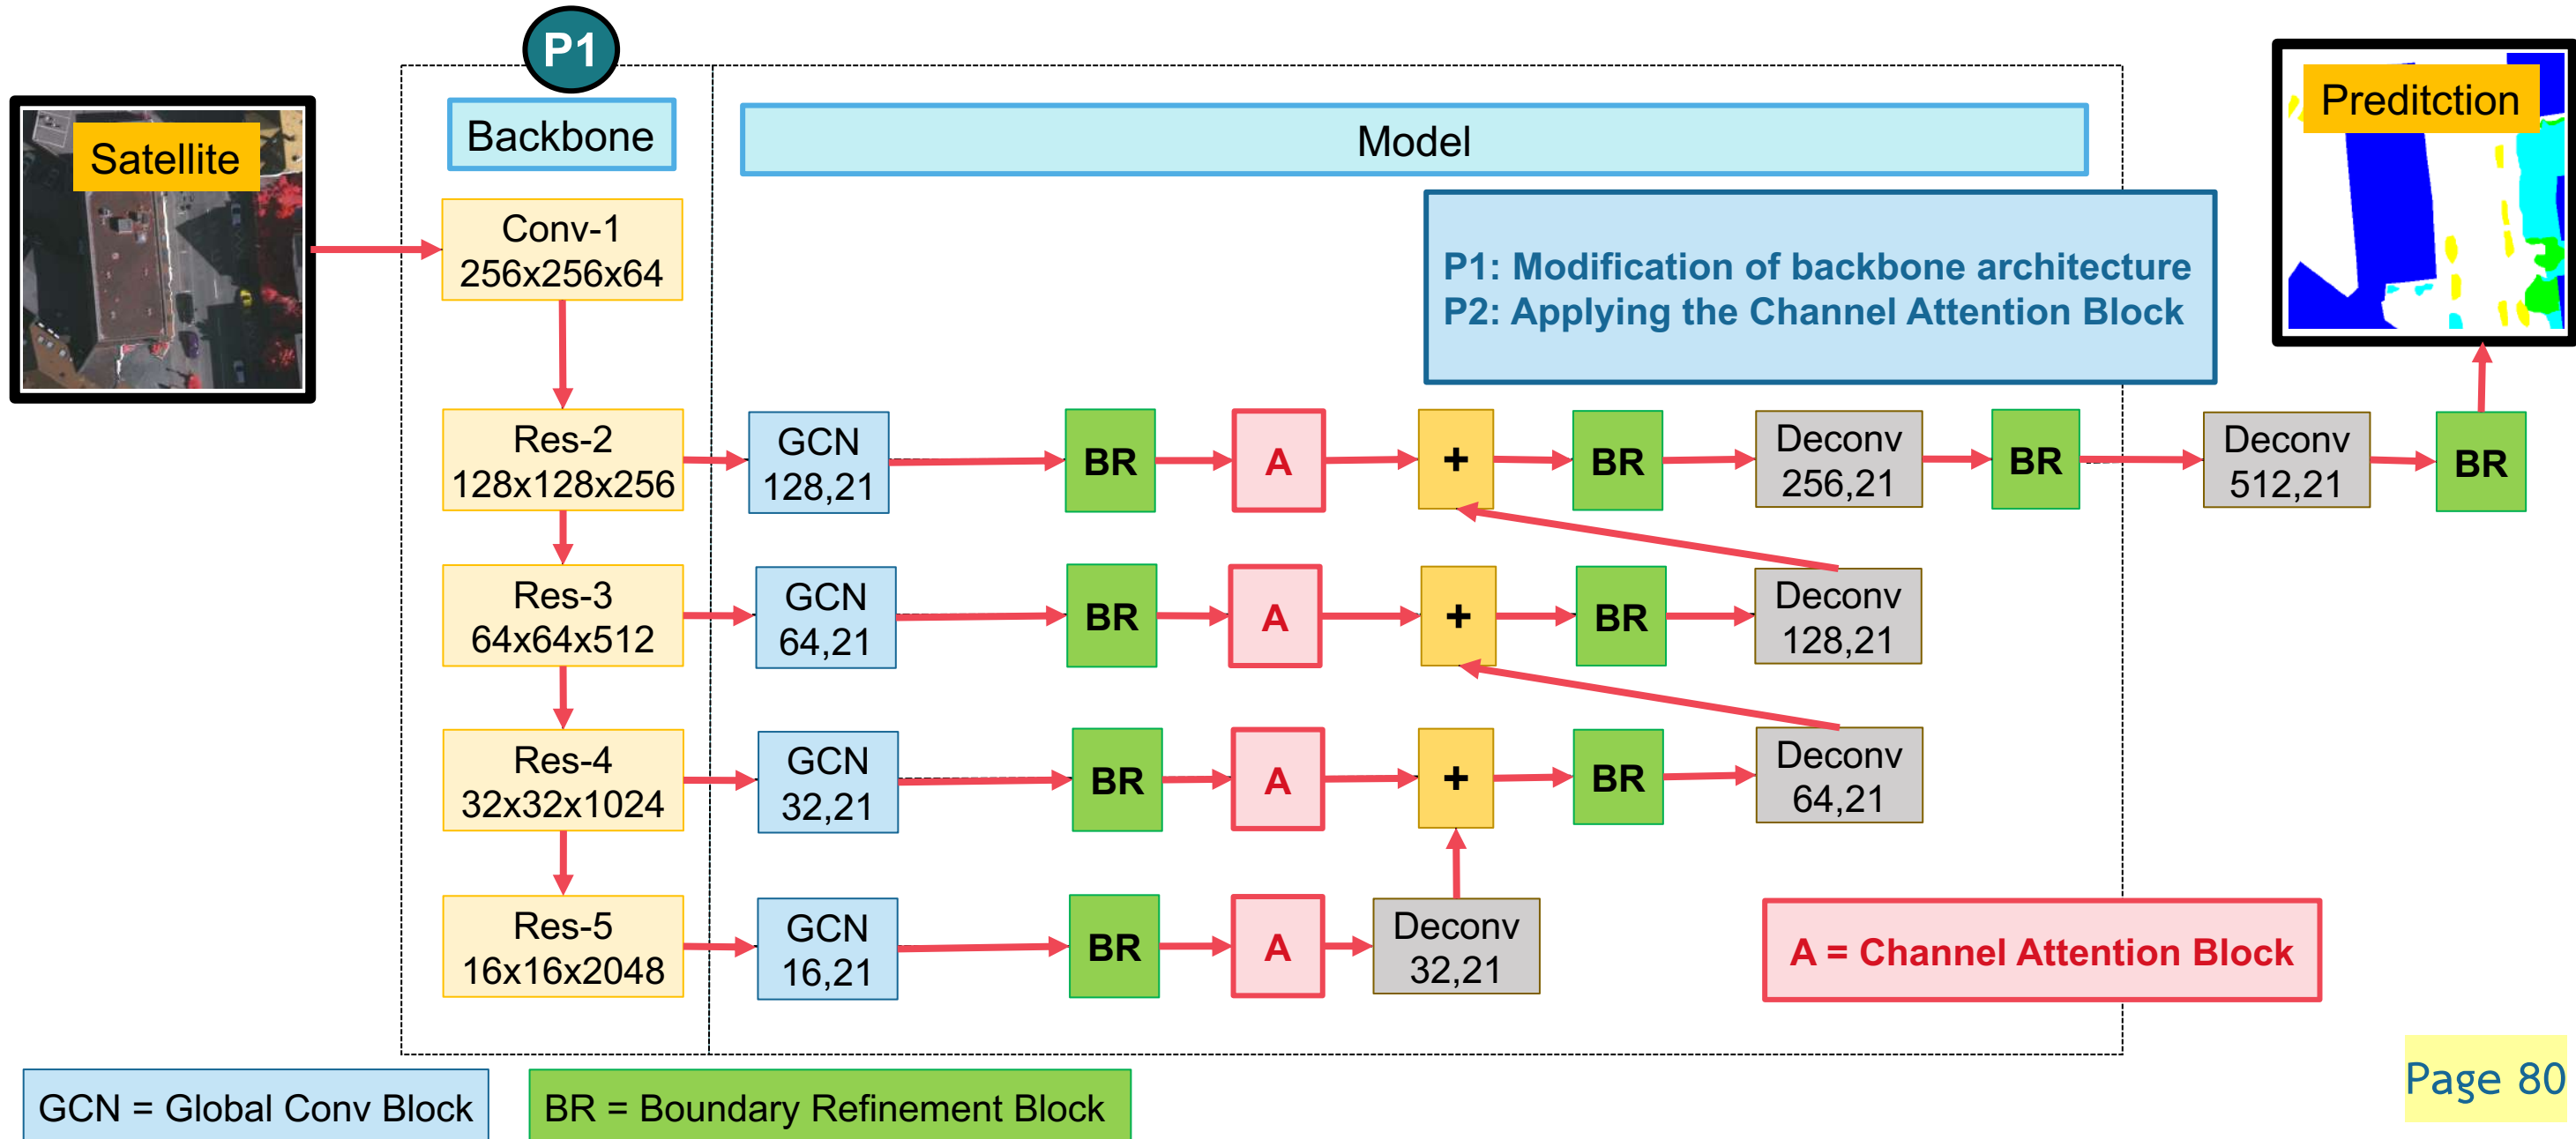 P1
Satellite
Backbone
Model
Preditction
Conv-1
256x256x64
P1: Modification of backbone architecture
P2: Applying the Channel Attention Block
Res-2
128x128x256
GCN
128,21
BR
A
+
BR
Deconv
256,21
BR
Deconv
512,21
BR
Res-3
64x64x512
GCN
64,21
BR
A
+
BR
Deconv
128,21
Res-4
32x32x1024
GCN
32,21
BR
A
+
BR
Deconv
64,21
Res-5
16x16x2048
GCN
16,21
BR
A
Deconv
32,21
A = Channel Attention Block
GCN = Global Conv Block
BR = Boundary Refinement Block
Page 80